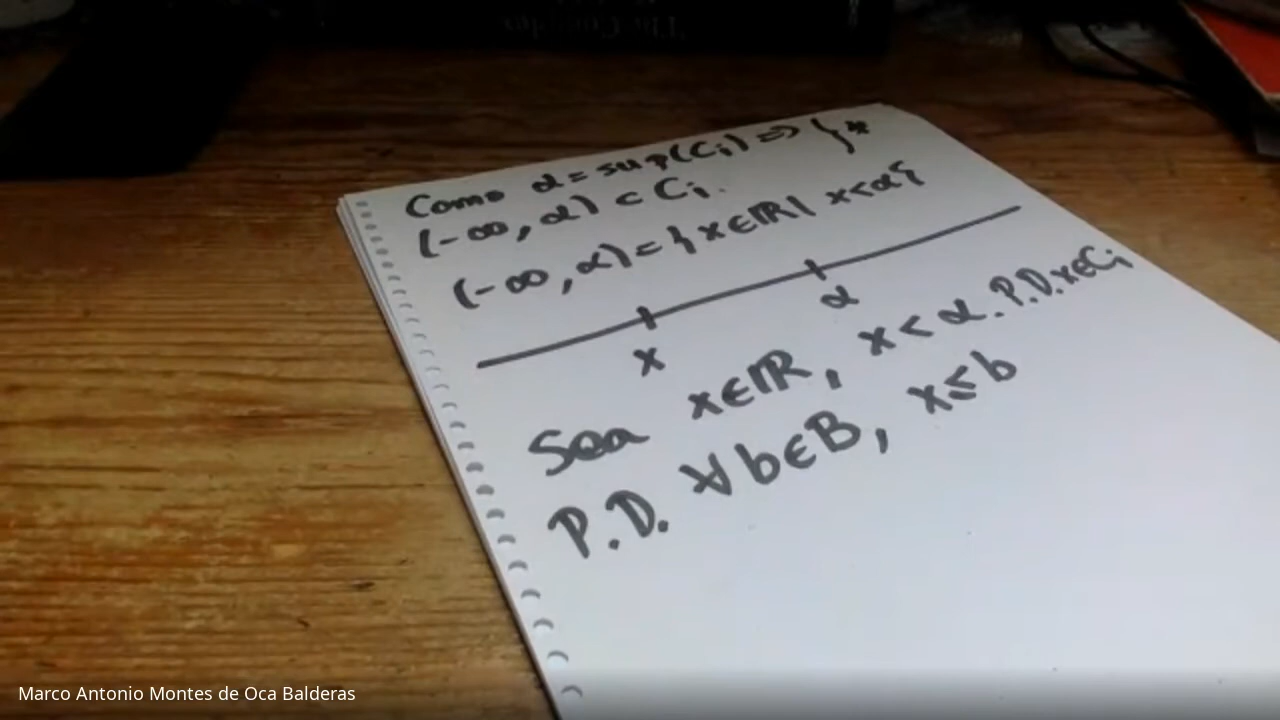 Como α = sup(Ci) ⇒ } *
(-∞, α) ⊂ Ci.
(-∞, α) = { x∈ℝ | x<α }
x α
Sea x∈ℝ, x<α. P.D. x∈Ci
P.D. ∀ b∈B, x≤b
Marco Antonio Montes de Oca Balderas